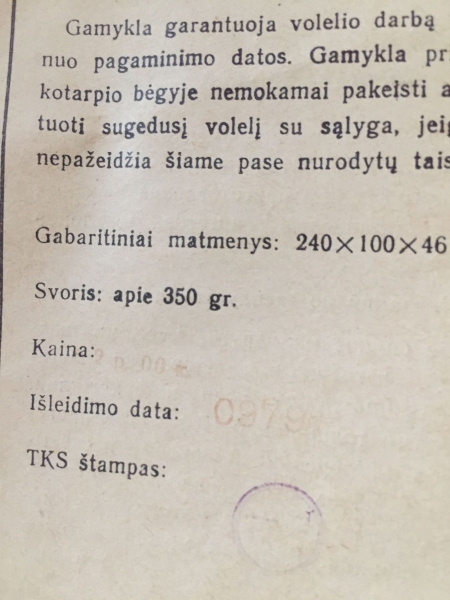 Gamykla garantuoja volelio darbą
nuo pagaminimo datos. Gamykla
kotarpio bėgyje nemokamai pakeisti
tuoti sugedusį volelį su sąlyga,
nepažeidžia šiame pase nurodytų
Gabaritiniai matmenys: 240×100×46
Svoris: apie 350 gr.
Kaina:
Išleidimo data: 0979
TKS štampas: